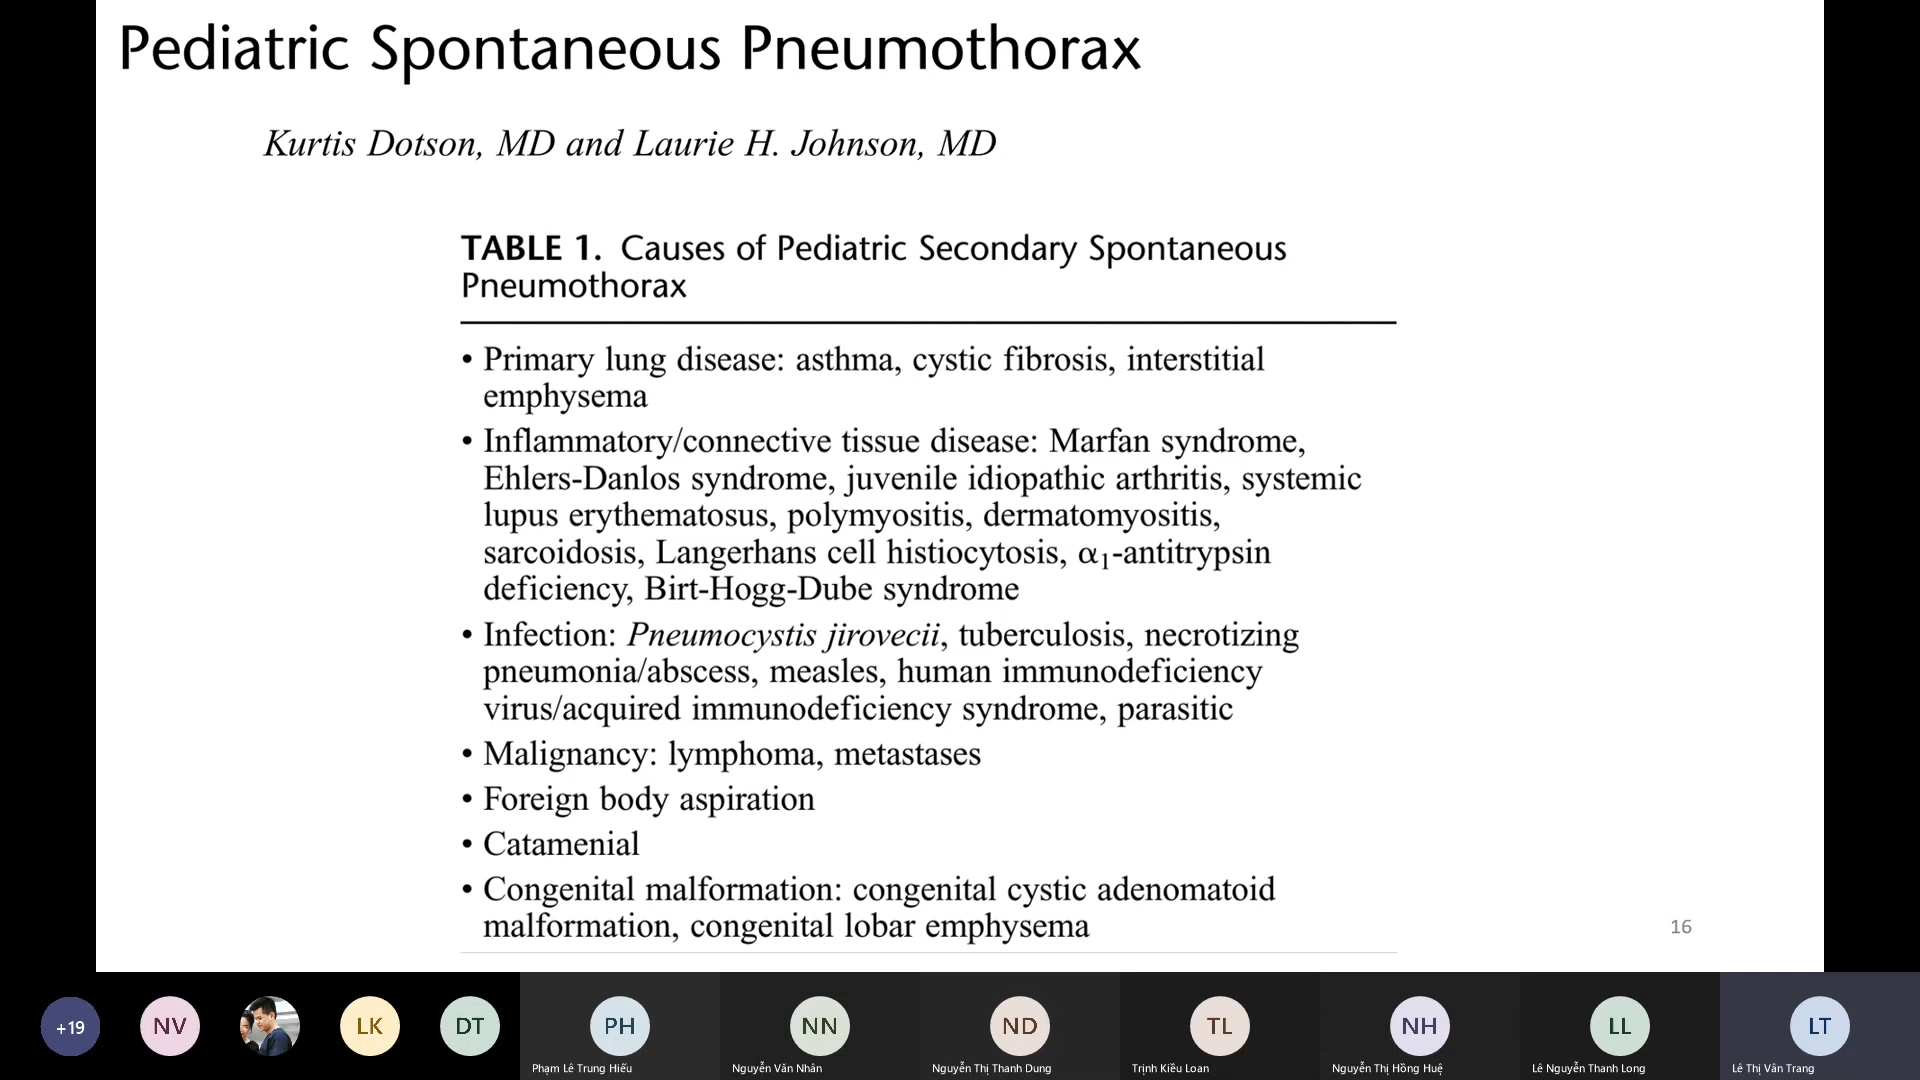 Pediatric Spontaneous Pneumothorax
Kurtis Dotson, MD and Laurie H. Johnson, MD
TABLE 1. Causes of Pediatric Secondary Spontaneous
Pneumothorax
• Primary lung disease: asthma, cystic fibrosis, interstitial
emphysema
• Inflammatory/connective tissue disease: Marfan syndrome,
Ehlers-Danlos syndrome, juvenile idiopathic arthritis, systemic
lupus erythematosus, polymyositis, dermatomyositis,
sarcoidosis, Langerhans cell histiocytosis, α₁-antitrypsin
deficiency, Birt-Hogg-Dube syndrome
• Infection: Pneumocystis jirovecii, tuberculosis, necrotizing
pneumonia/abscess, measles, human immunodeficiency
virus/acquired immunodeficiency syndrome, parasitic
• Malignancy: lymphoma, metastases
• Foreign body aspiration
• Catamenial
• Congenital malformation: congenital cystic adenomatoid
malformation, congenital lobar emphysema
16
+19 NV LK DT PH NN ND TL NH LL LT
Phạm Lê Trung Hiếu Nguyễn Văn Nhân Nguyễn Thị Thanh Dung Trịnh Kiều Loan Nguyễn Thị Hồng Huệ Lê Nguyễn Thanh Long Lê Thị Vân Trang